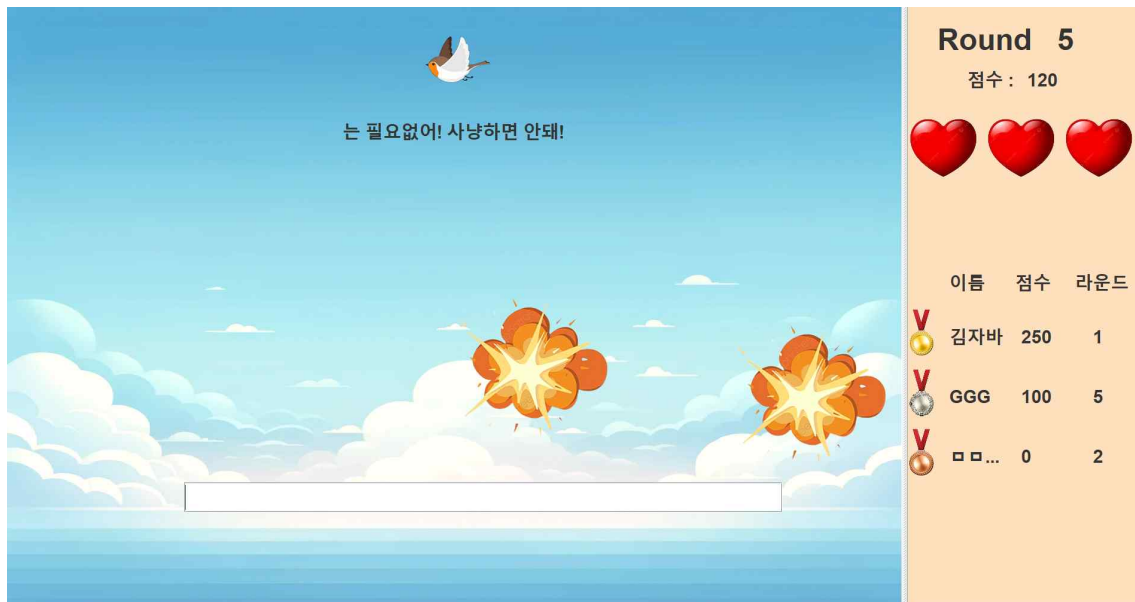 Round 5
점수 : 120
는 필요없어! 사냥하면 안돼!
이름 점수 라운드
김자바 250 1
GGG 100 5
ㅁㅁ... 0 2